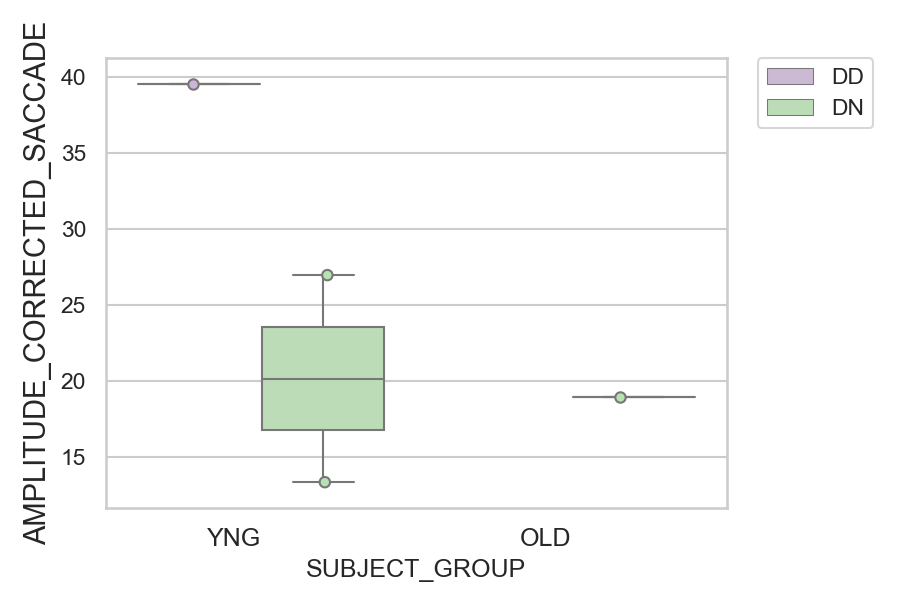 AMPLITUDE_CORRECTED_SACCADE
40
35
30
25
20
15
YNG
OLD
SUBJECT_GROUP
DD
DN